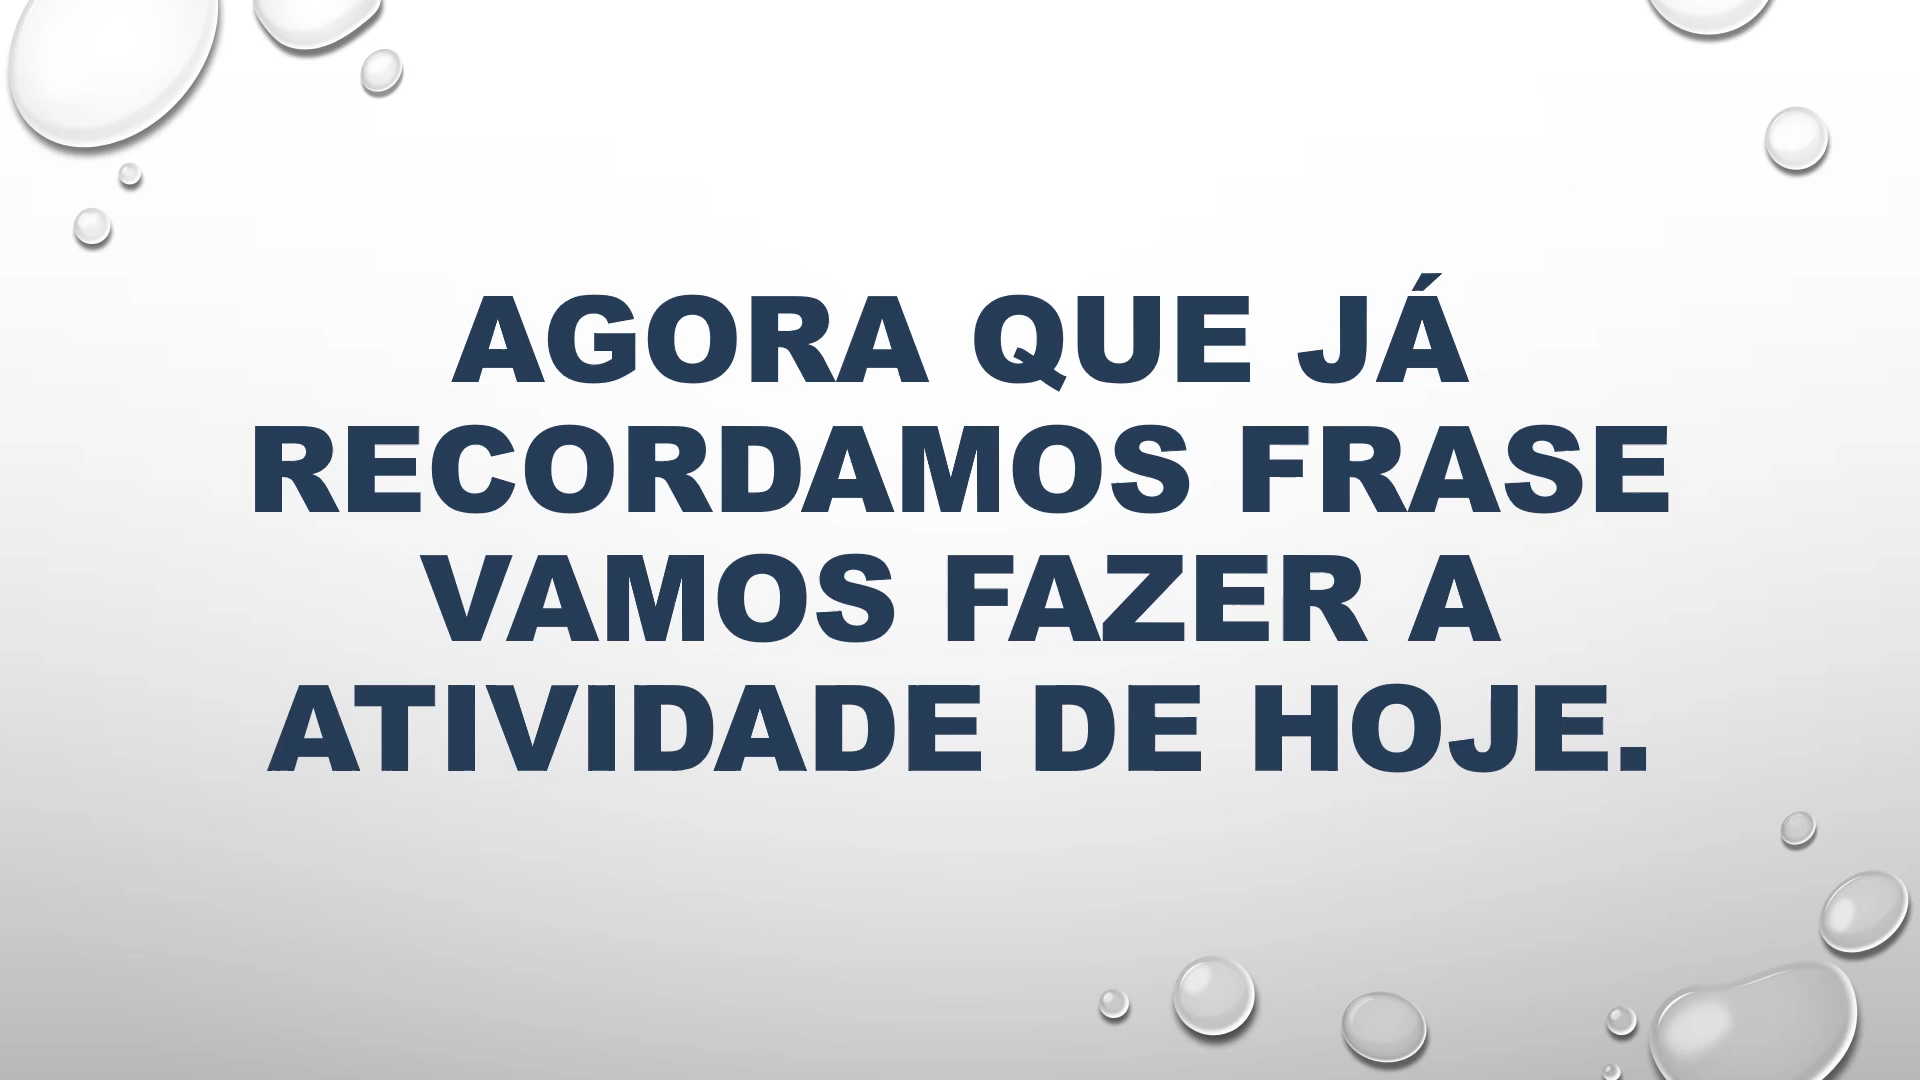 AGORA QUE JÁ
RECORDAMOS FRASE
VAMOS FAZER A
ATIVIDADE DE HOJE.